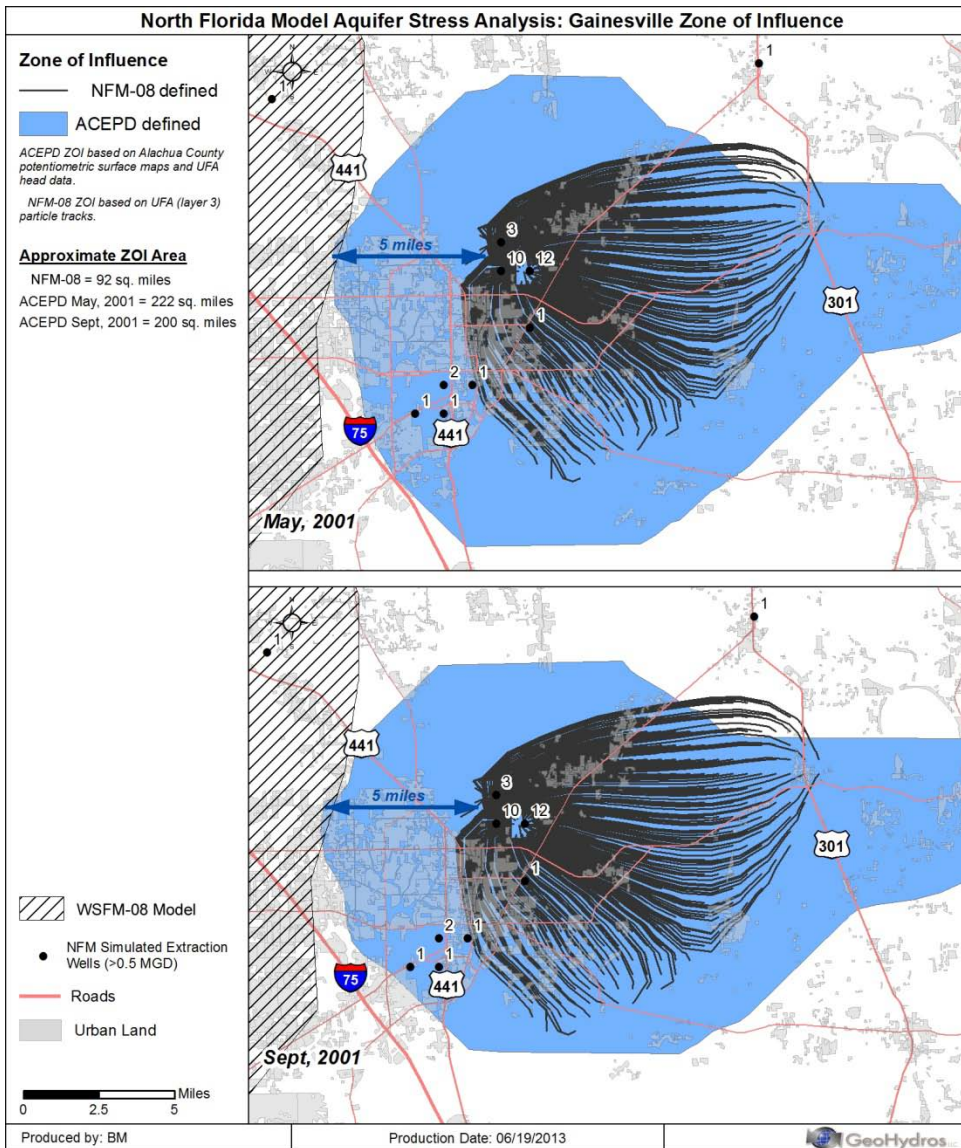 North Florida Model Aquifer Stress Analysis: Gainesville Zone of Influence
Zone of Influence
NFM-08 defined
ACEPD defined
ACEPD ZOI based on Alachua County
potentiometric surface maps and UFA
head data.
NFM-08 ZOI based on UFA (layer 3)
particle tracks.
Approximate ZOI Area
NFM-08 = 92 sq. miles
ACEPD May, 2001 = 222 sq. miles
ACEPD Sept, 2001 = 200 sq. miles
N
W
E
S
1
1
441
5 miles
3
10
12
301
1
2
1
1
1
75
441
May, 2001
N
W
E
S
1
1
441
5 miles
3
10
12
301
1
2
1
1
1
75
441
Sept, 2001
WSFM-08 Model
NFM Simulated Extraction
Wells (>0.5 MGD)
Roads
Urban Land
Miles
0 2.5 5
Produced by: BM
Production Date: 06/19/2013
GeoHydros